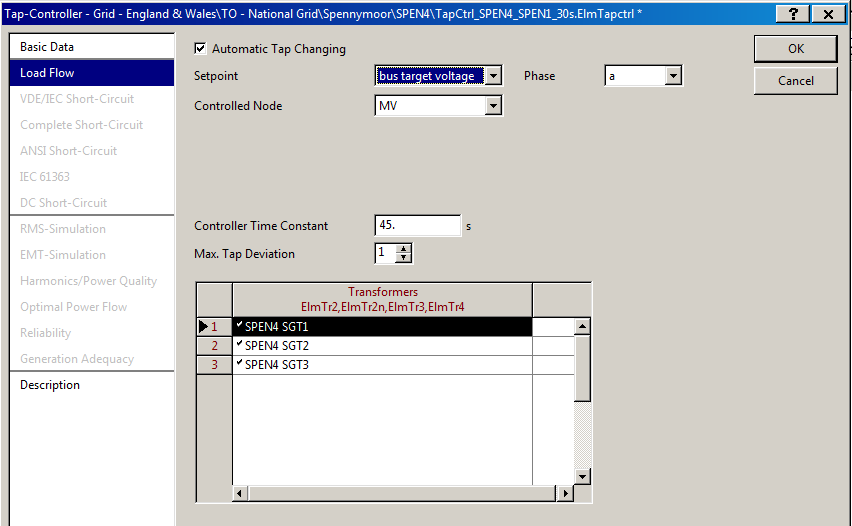 Tap-Controller - Grid - England & Wales\TO - National Grid\Spennymoor\SPEN4\TapCtrl_SPEN4_SPEN1_30s.ElmTapctrl *
Basic Data
Load Flow
VDE/IEC Short-Circuit
Complete Short-Circuit
ANSI Short-Circuit
IEC 61363
DC Short-Circuit
RMS-Simulation
EMT-Simulation
Harmonics/Power Quality
Optimal Power Flow
Reliability
Generation Adequacy
Description
Automatic Tap Changing
Setpoint bus target voltage Phase a
Controlled Node MV
Controller Time Constant 45. s
Max. Tap Deviation 1
Transformers
ElmTr2,ElmTr2n,ElmTr3,ElmTr4
1 SPEN4 SGT1
2 SPEN4 SGT2
3 SPEN4 SGT3
OK
Cancel